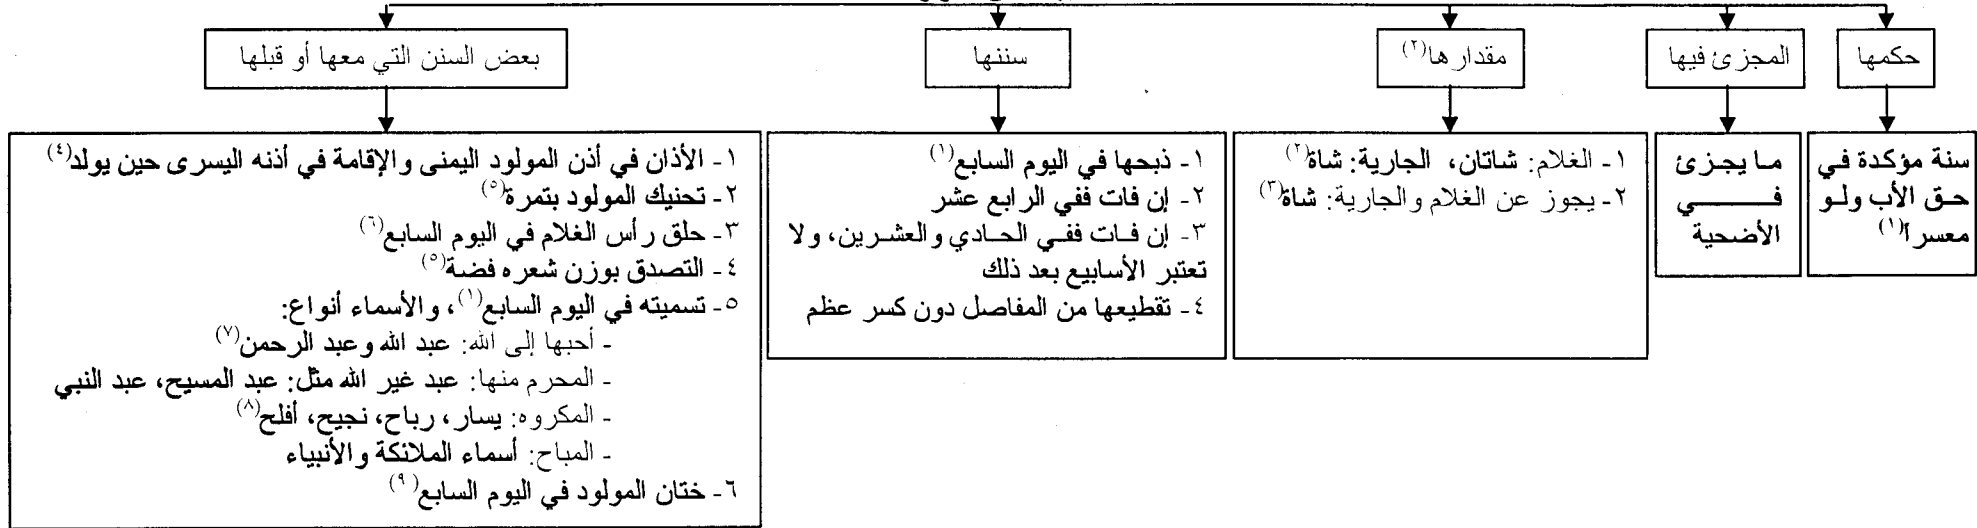 حكمها
سنة مؤكدة في
حق الأب ولو
معسراً(١)
المجزئ فيها
ما يجزئ
في
الأضحية
مقدارها(٢)
١- الغلام: شاتان، الجارية: شاة(٢)
٢- يجوز عن الغلام والجارية: شاة(٣)
سننها
١- ذبحها في اليوم السابع(١)
٢- إن فات ففي الرابع عشر
٣- إن فات ففي الحادي والعشرين، ولا
تعتبر الأسابيع بعد ذلك
٤- تقطيعها من المفاصل دون كسر عظم
بعض السنن التي معها أو قبلها
١- الأذان في أذن المولود اليمنى والإقامة في أذنه اليسرى حين يولد(٤)
٢- تحنيك المولود بتمرة(٥)
٣- حلق رأس الغلام في اليوم السابع(٦)
٤- التصدق بوزن شعره فضة(٥)
٥- تسميته في اليوم السابع(١)، والأسماء أنواع:
- أحبها إلى الله: عبد الله وعبد الرحمن(٧)
- المحرم منها: عبد غير الله مثل: عبد المسيح، عبد النبي
- المكروه: يسار، رباح، نجيح، أفلح(٨)
- المباح: أسماء الملائكة والأنبياء
٦- ختان المولود في اليوم السابع(٩)